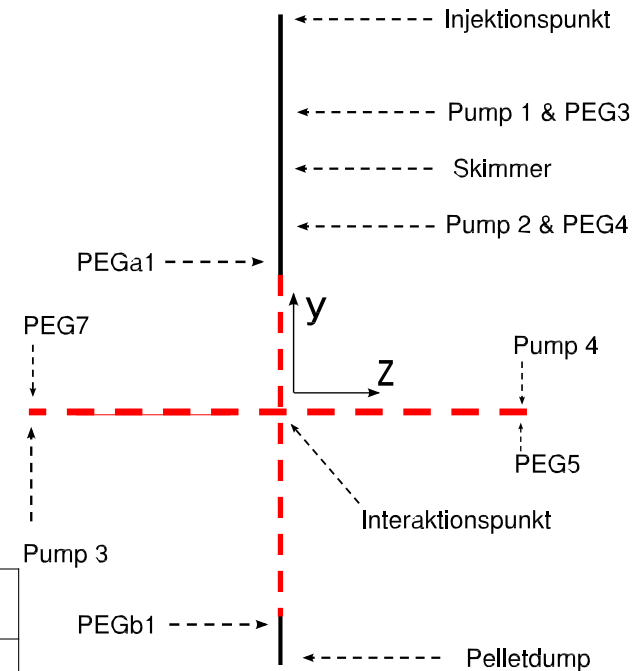 Injektionspunkt
Pump 1 & PEG3
Skimmer
Pump 2 & PEG4
PEGa1
y
PEG7
Z
Pump 4
PEG5
Interaktionspunkt
Pump 3
PEGb1
Pelletdump